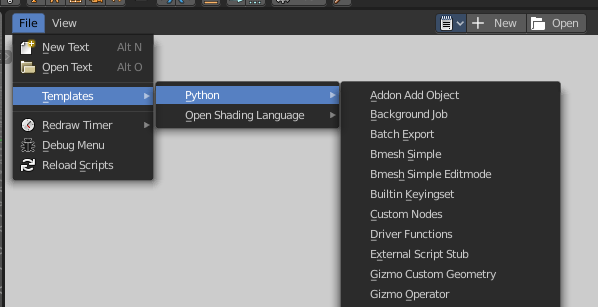 File View New Open
New Text Alt N
Open Text Alt O
Templates
Redraw Timer
Debug Menu
Reload Scripts
Python
Open Shading Language
Addon Add Object
Background Job
Batch Export
Bmesh Simple
Bmesh Simple Editmode
Builtin Keyingset
Custom Nodes
Driver Functions
External Script Stub
Gizmo Custom Geometry
Gizmo Operator